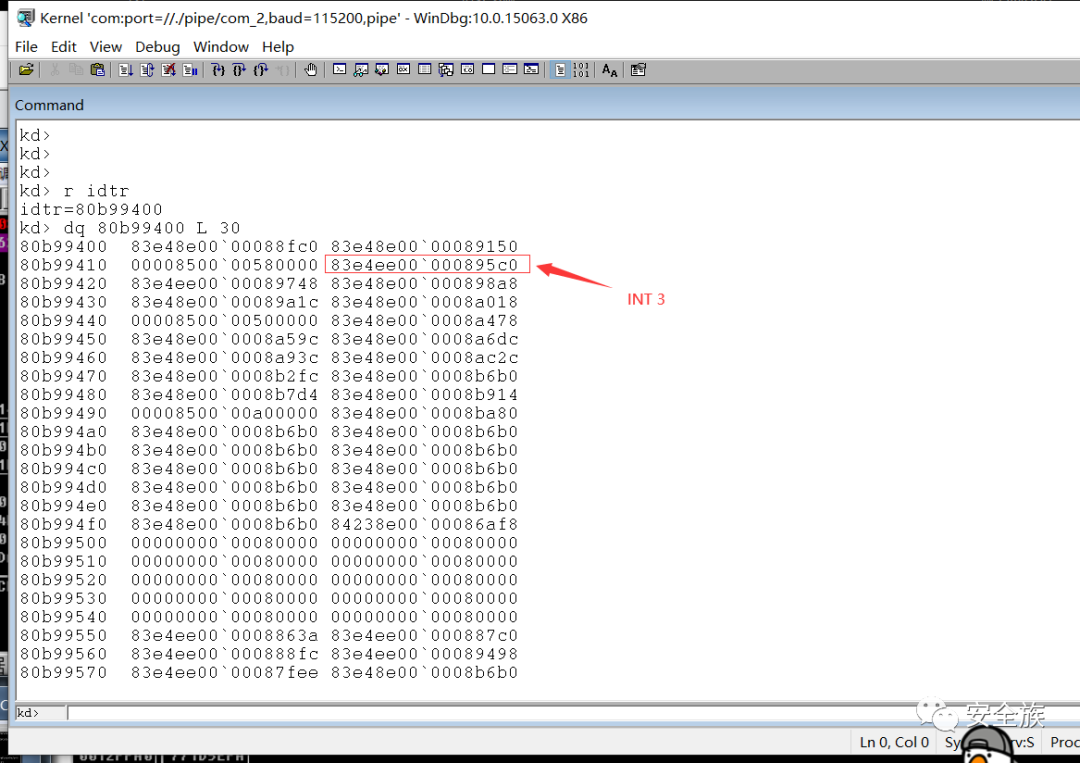 Kernel 'com:port=//./pipe/com_2,baud=115200,pipe' - WinDbg:10.0.15063.0 X86
File Edit View Debug Window Help
Command
kd>
kd>
kd>
kd> r idtr
idtr=80b99400
kd> dq 80b99400 L 30
80b99400 83e48e00`00088fc0 83e48e00`00089150
80b99410 00008500`00580000 83e4ee00`000895c0
80b99420 83e4ee00`00089748 83e48e00`000898a8
80b99430 83e48e00`00089a1c 83e48e00`0008a018
80b99440 00008500`00500000 83e48e00`0008a478
80b99450 83e48e00`0008a59c 83e48e00`0008a6dc
80b99460 83e48e00`0008a93c 83e48e00`0008ac2c
80b99470 83e48e00`0008b2fc 83e48e00`0008b6b0
80b99480 83e48e00`0008b7d4 83e48e00`0008b914
80b99490 00008500`00a00000 83e48e00`0008ba80
80b994a0 83e48e00`0008b6b0 83e48e00`0008b6b0
80b994b0 83e48e00`0008b6b0 83e48e00`0008b6b0
80b994c0 83e48e00`0008b6b0 83e48e00`0008b6b0
80b994d0 83e48e00`0008b6b0 83e48e00`0008b6b0
80b994e0 83e48e00`0008b6b0 83e48e00`0008b6b0
80b994f0 83e48e00`0008b6b0 84238e00`00086af8
80b99500 00000000`00080000 00000000`00080000
80b99510 00000000`00080000 00000000`00080000
80b99520 00000000`00080000 00000000`00080000
80b99530 00000000`00080000 00000000`00080000
80b99540 00000000`00080000 00000000`00080000
80b99550 83e4ee00`0008863a 83e4ee00`000887c0
80b99560 83e4ee00`000888fc 83e4ee00`00089498
80b99570 83e4ee00`00087fee 83e48e00`0008b6b0
INT 3
kd>
安全族
Ln 0, Col 0 Sy rv:S Proc